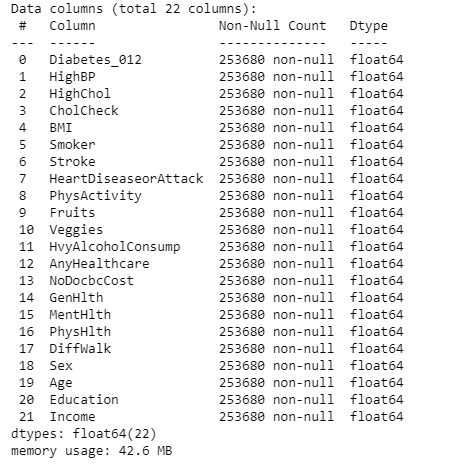 Data columns (total 22 columns):
 #   Column                Non-Null Count   Dtype
---  ------                --------------   -----
 0   Diabetes_012          253680 non-null  float64
 1   HighBP                253680 non-null  float64
 2   HighChol              253680 non-null  float64
 3   CholCheck             253680 non-null  float64
 4   BMI                   253680 non-null  float64
 5   Smoker                253680 non-null  float64
 6   Stroke                253680 non-null  float64
 7   HeartDiseaseorAttack  253680 non-null  float64
 8   PhysActivity          253680 non-null  float64
 9   Fruits                253680 non-null  float64
 10  Veggies               253680 non-null  float64
 11  HvyAlcoholConsump     253680 non-null  float64
 12  AnyHealthcare         253680 non-null  float64
 13  NoDocbcCost           253680 non-null  float64
 14  GenHlth               253680 non-null  float64
 15  MentHlth              253680 non-null  float64
 16  PhysHlth              253680 non-null  float64
 17  DiffWalk              253680 non-null  float64
 18  Sex                   253680 non-null  float64
 19  Age                   253680 non-null  float64
 20  Education             253680 non-null  float64
 21  Income                253680 non-null  float64
dtypes: float64(22)
memory usage: 42.6 MB